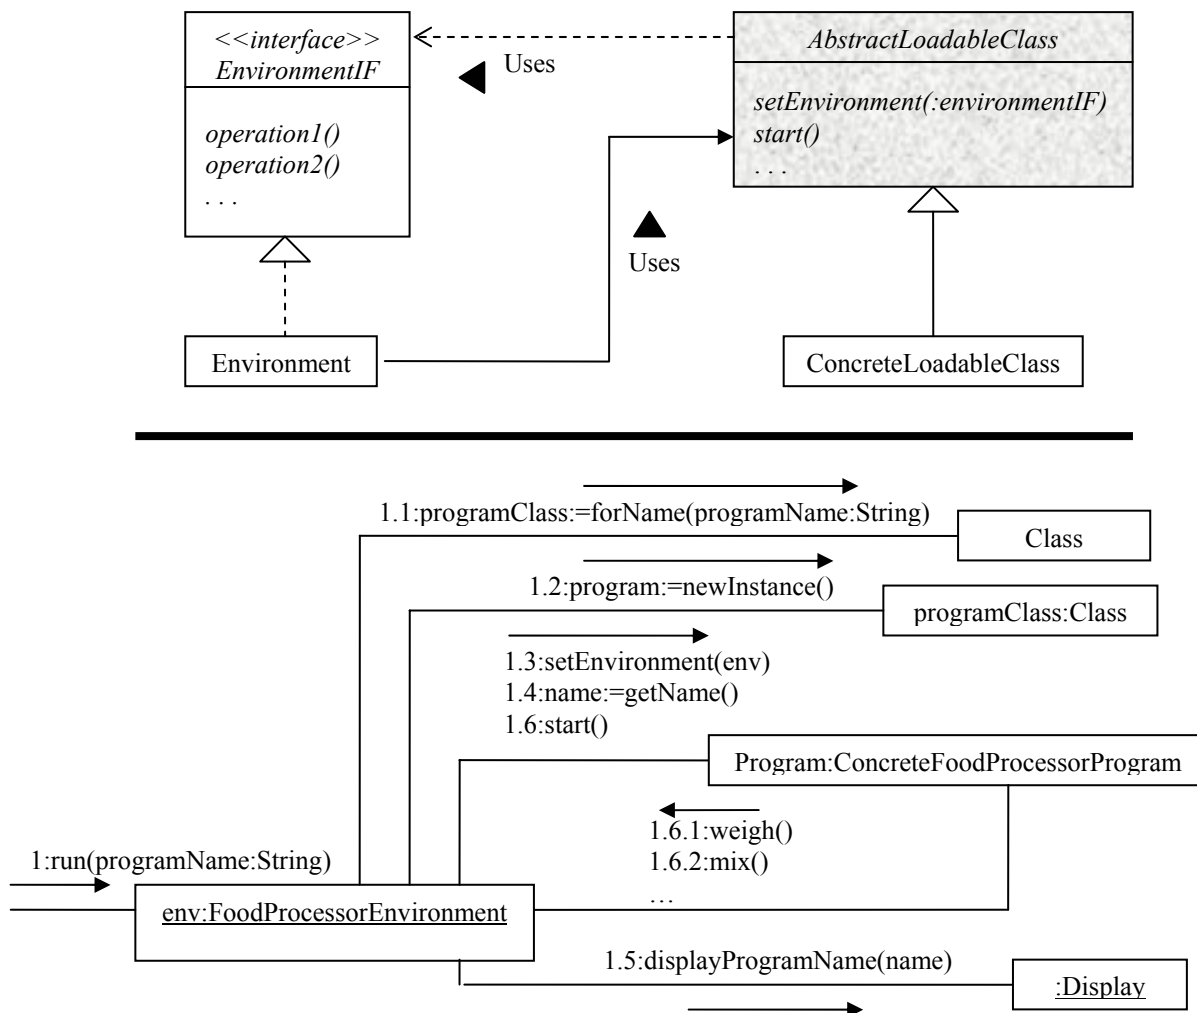 <<interface>>
EnvironmentIF
operation1()
operation2()
. . .
Uses
AbstractLoadableClass
setEnvironment(:environmentIF)
start()
. . .
Uses
Environment
ConcreteLoadableClass
1.1:programClass:=forName(programName:String)
Class
1.2:program:=newInstance()
programClass:Class
1.3:setEnvironment(env)
1.4:name:=getName()
1.6:start()
Program:ConcreteFoodProcessorProgram
1.6.1:weigh()
1.6.2:mix()
…
1:run(programName:String)
env:FoodProcessorEnvironment
1.5:displayProgramName(name)
:Display